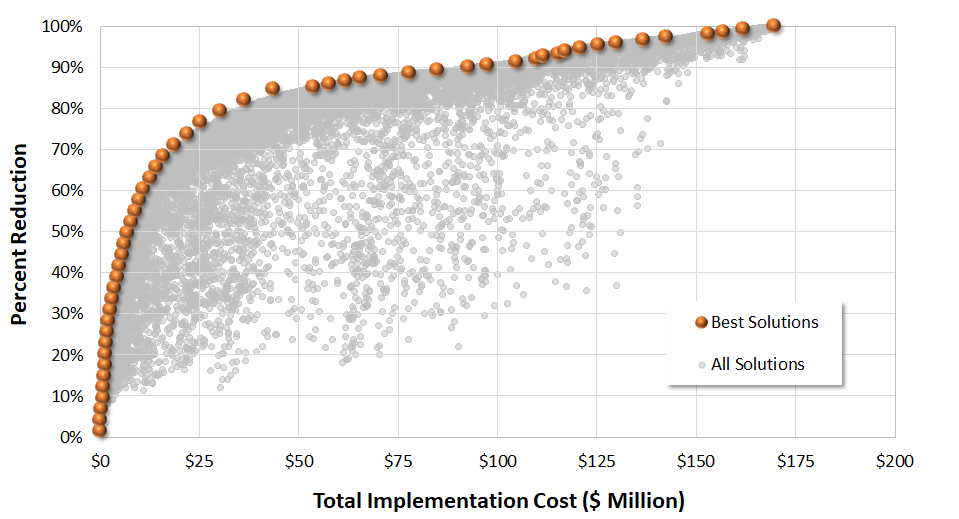 100%
90%
80%
70%
60%
50%
40%
30%
20%
10%
0%
Percent Reduction
Best Solutions
All Solutions
$0 $25 $50 $75 $100 $125 $150 $175 $200
Total Implementation Cost ($ Million)